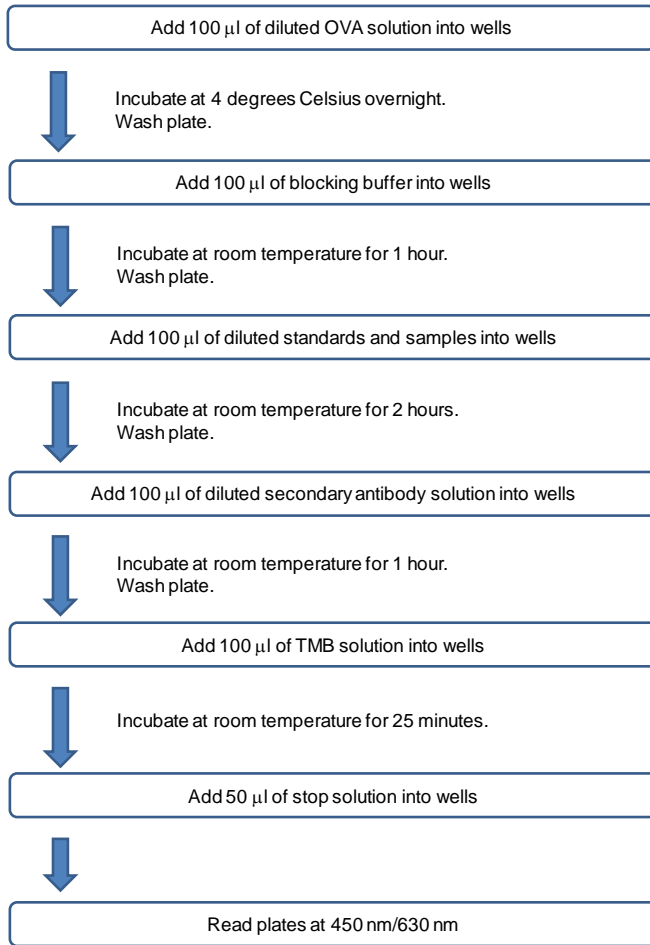 Add 100 μl of diluted OVA solution into wells
Incubate at 4 degrees Celsius overnight.
Wash plate.
Add 100 μl of blocking buffer into wells
Incubate at room temperature for 1 hour.
Wash plate.
Add 100 μl of diluted standards and samples into wells
Incubate at room temperature for 2 hours.
Wash plate.
Add 100 μl of diluted secondary antibody solution into wells
Incubate at room temperature for 1 hour.
Wash plate.
Add 100 μl of TMB solution into wells
Incubate at room temperature for 25 minutes.
Add 50 μl of stop solution into wells
Read plates at 450 nm/630 nm